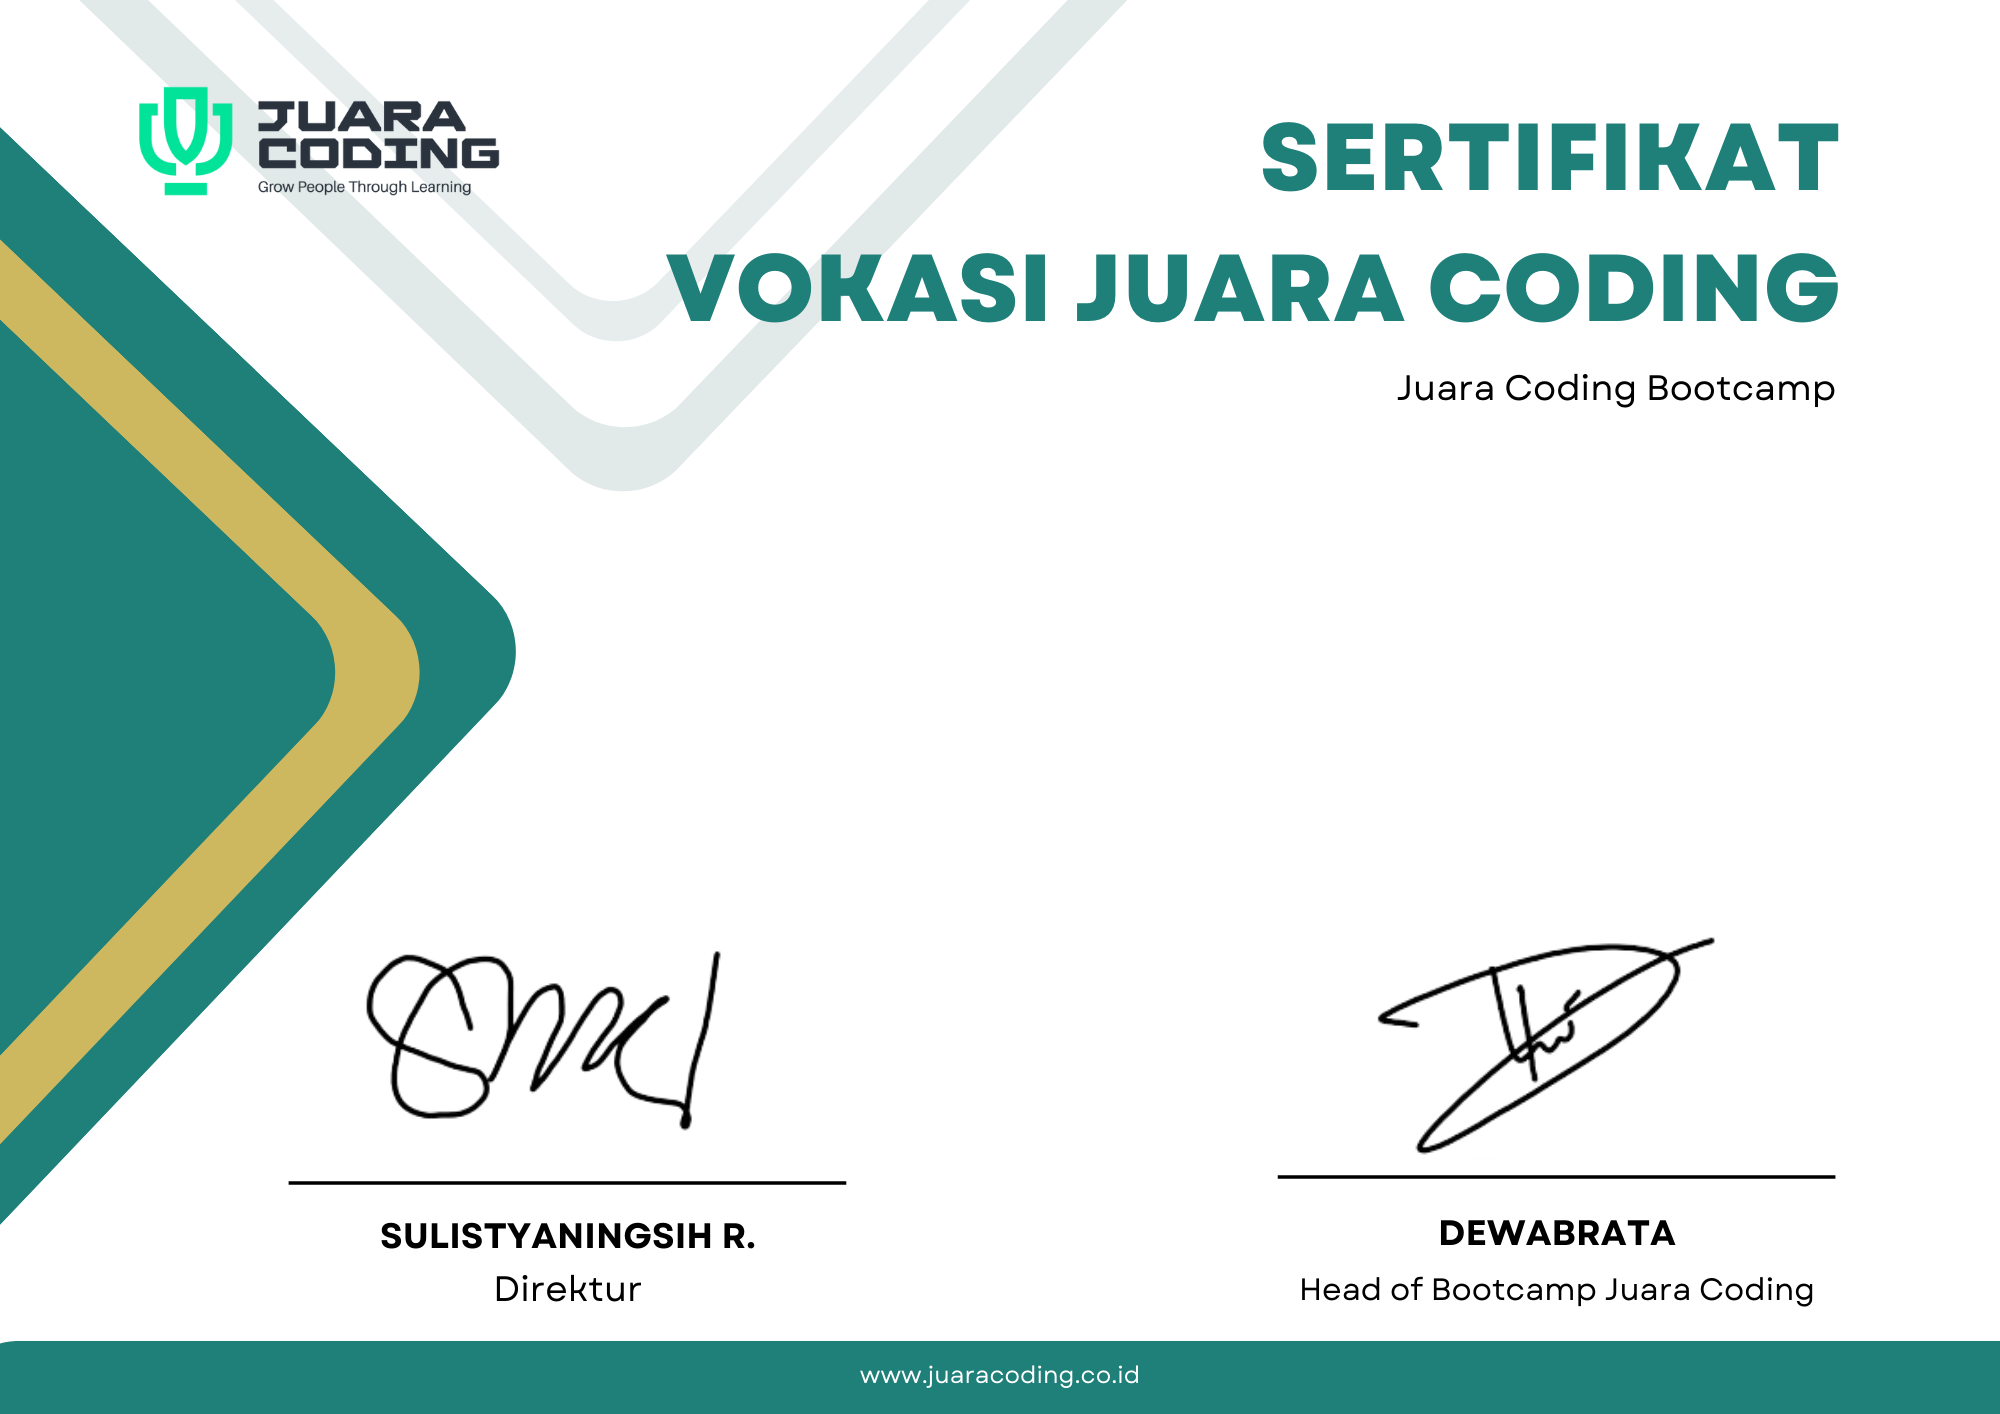 JUARA
CODING
Grow People Through Learning
SERTIFIKAT
VOKASI JUARA CODING
Juara Coding Bootcamp
SULISTYANINGSIH R.
Direktur
DEWABRATA
Head of Bootcamp Juara Coding
www.juaracoding.co.id